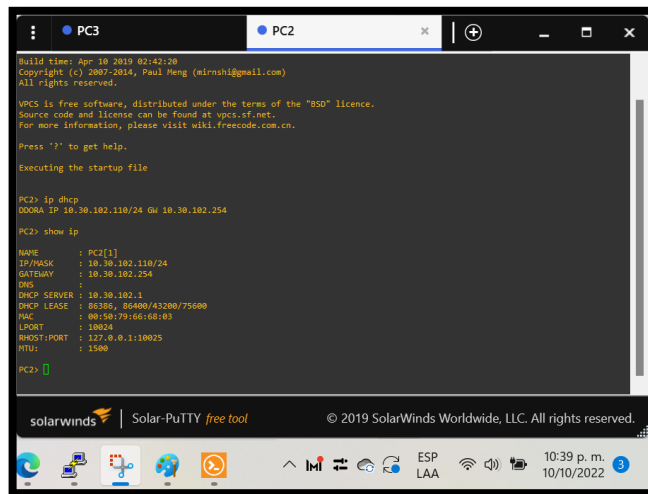 PC3
PC2
Build time: Apr 10 2019 02:42:20
Copyright (c) 2007-2014, Paul Meng (mirnshi@gmail.com)
All rights reserved.
VPCS is free software, distributed under the terms of the "BSD" licence.
Source code and license can be found at vpcs.sf.net.
For more information, please visit wiki.freecode.com.cn.
Press '?' to get help.
Executing the startup file
PC2> ip dhcp
DDORA IP 10.30.102.110/24 GW 10.30.102.254
PC2> show ip
NAME : PC2[1]
IP/MASK : 10.30.102.110/24
GATEWAY : 10.30.102.254
DNS :
DHCP SERVER : 10.30.102.1
DHCP LEASE : 86386, 86400/43200/75600
MAC : 00:50:79:66:68:03
LPORT : 10024
RHOST:PORT : 127.0.0.1:10025
MTU: : 1500
PC2>
solarwinds Solar-PuTTY free tool © 2019 SolarWinds Worldwide, LLC. All rights reserved.
ESP 10:39 p. m.
LAA 10/10/2022 3